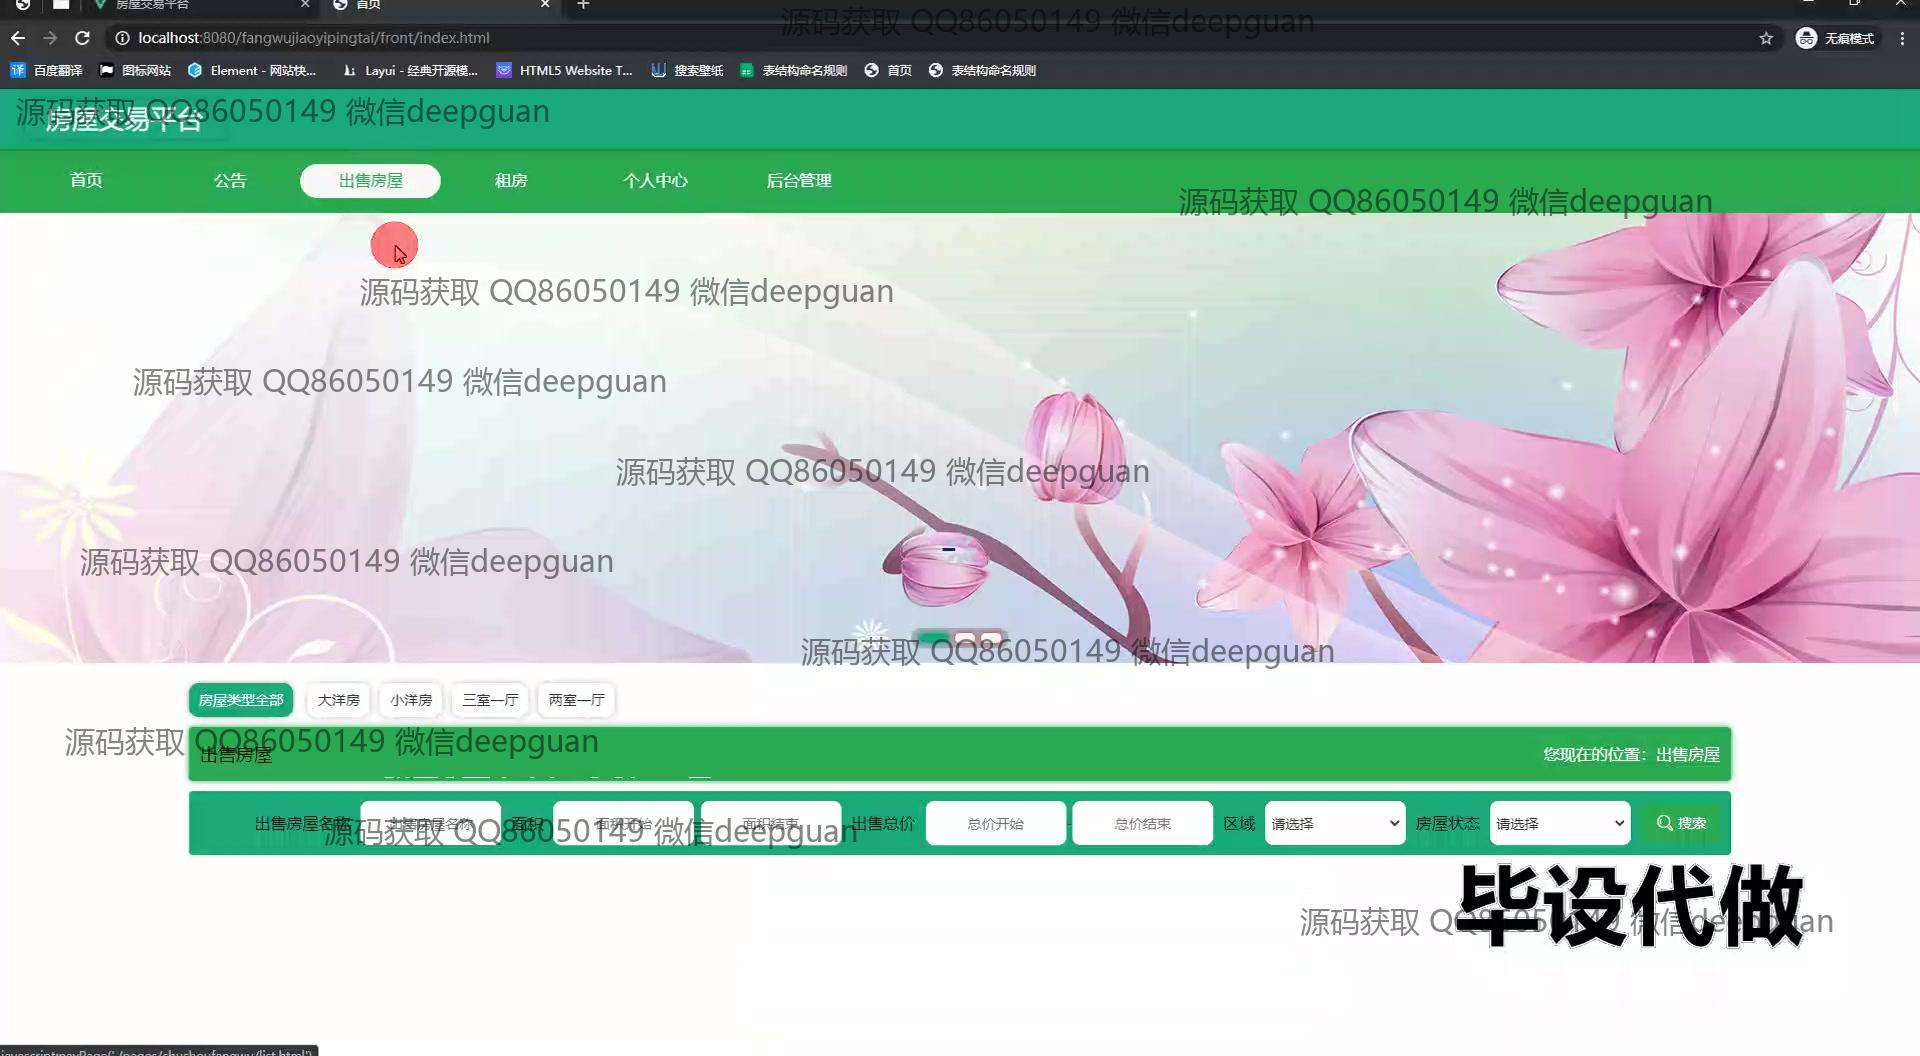 房屋交易平台
首页
源码获取 QQ86050149 微信deepguan
localhost:8080/fangwujiaoyipingtai/front/index.html
无痕模式
百度翻译
图标网站
Element - 网站快...
Layui - 经典开源模...
HTML5 Website T...
搜索壁纸
表结构命名规则
首页
表结构命名规则
源码获取 QQ86050149 微信deepguan
房屋交易平台
首页
公告
出售房屋
租房
个人中心
后台管理
源码获取 QQ86050149 微信deepguan
源码获取 QQ86050149 微信deepguan
源码获取 QQ86050149 微信deepguan
源码获取 QQ86050149 微信deepguan
源码获取 QQ86050149 微信deepguan
源码获取 QQ86050149 微信deepguan
房屋类型全部
大洋房
小洋房
三室一厅
两室一厅
源码获取 QQ86050149 微信deepguan
出售房屋
您现在的位置：出售房屋
出售房屋名称
出售房屋名称
面积
面积开始
面积结束
出售总价
总价开始
-
总价结束
区域
请选择
房屋状态
请选择
搜索
源码获取 QQ86050149 微信deepguan
毕设代做
源码获取 QQ86050149 微信deepguan